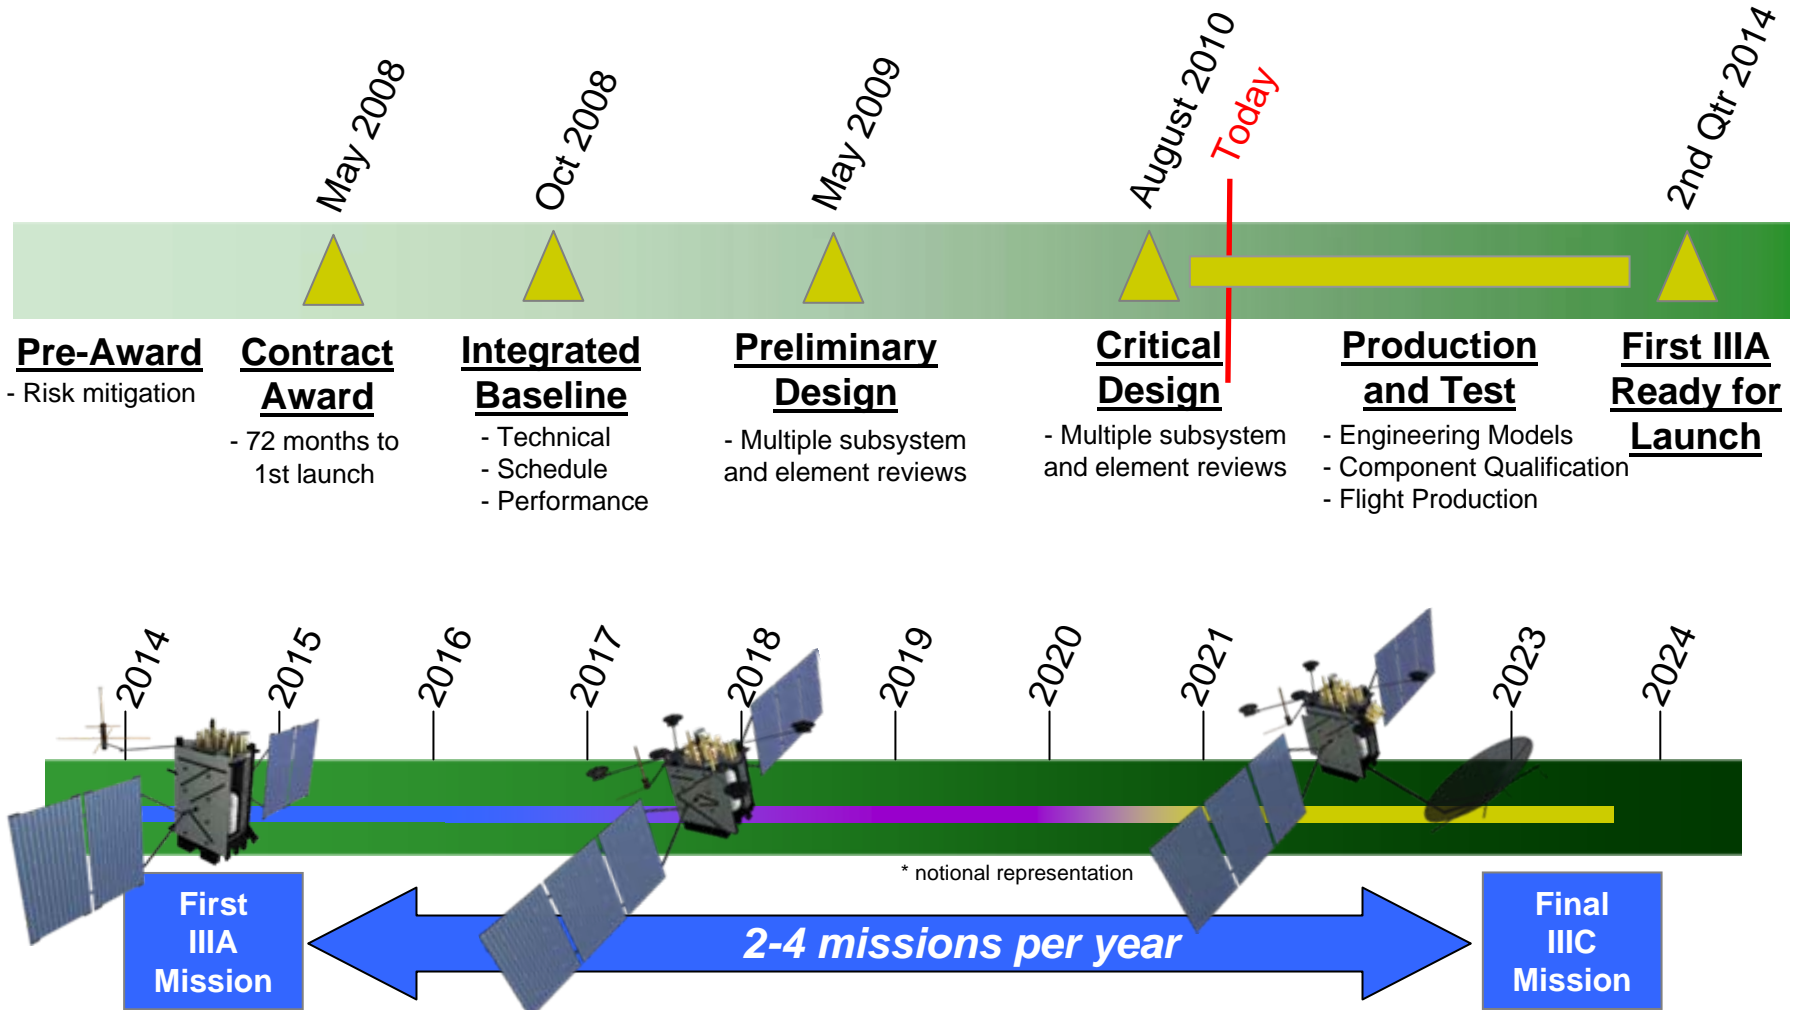 May 2008
Oct 2008
May 2009
August 2010
Today
2nd Qtr 2014
Pre-Award
- Risk mitigation
Contract
Award
- 72 months to
1st launch
Integrated
Baseline
- Technical
- Schedule
- Performance
Preliminary
Design
- Multiple subsystem
and element reviews
Critical
Design
- Multiple subsystem
and element reviews
Production
and Test
- Engineering Models
- Component Qualification
- Flight Production
First IIIA
Ready for
Launch
2014
2015
2016
2017
2018
2019
2020
2021
2023
2024
* notional representation
First
IIIA
Mission
2-4 missions per year
Final
IIIC
Mission